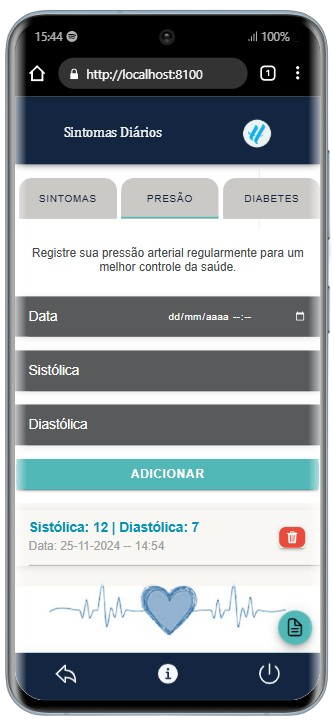 15:44 100%
http://localhost:8100 1
Sintomas Diários
SINTOMAS PRESÃO DIABETES
Registre sua pressão arterial regularmente para um
melhor controle da saúde.
Data dd/mm/aaaa --:--
Sistólica
Diastólica
ADICIONAR
Sistólica: 12 | Diastólica: 7
Data: 25-11-2024 -- 14:54